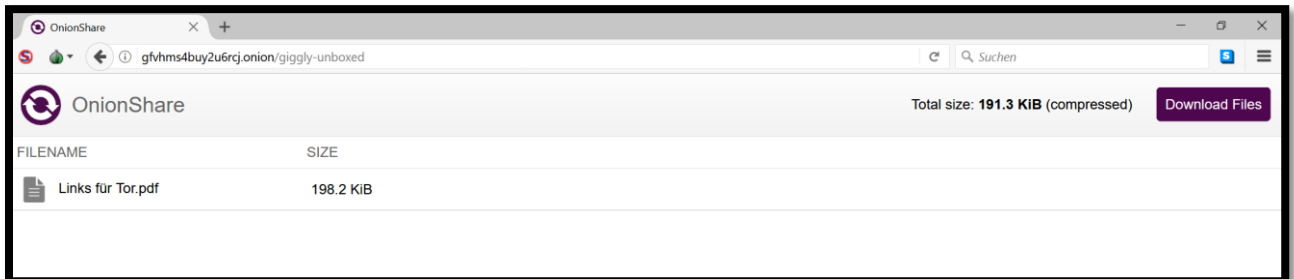 OnionShare
gfvhms4buy2u6rcj.onion/giggly-unboxed
Suchen
OnionShare
Total size: 191.3 KiB (compressed)
Download Files
FILENAME SIZE
Links für Tor.pdf 198.2 KiB